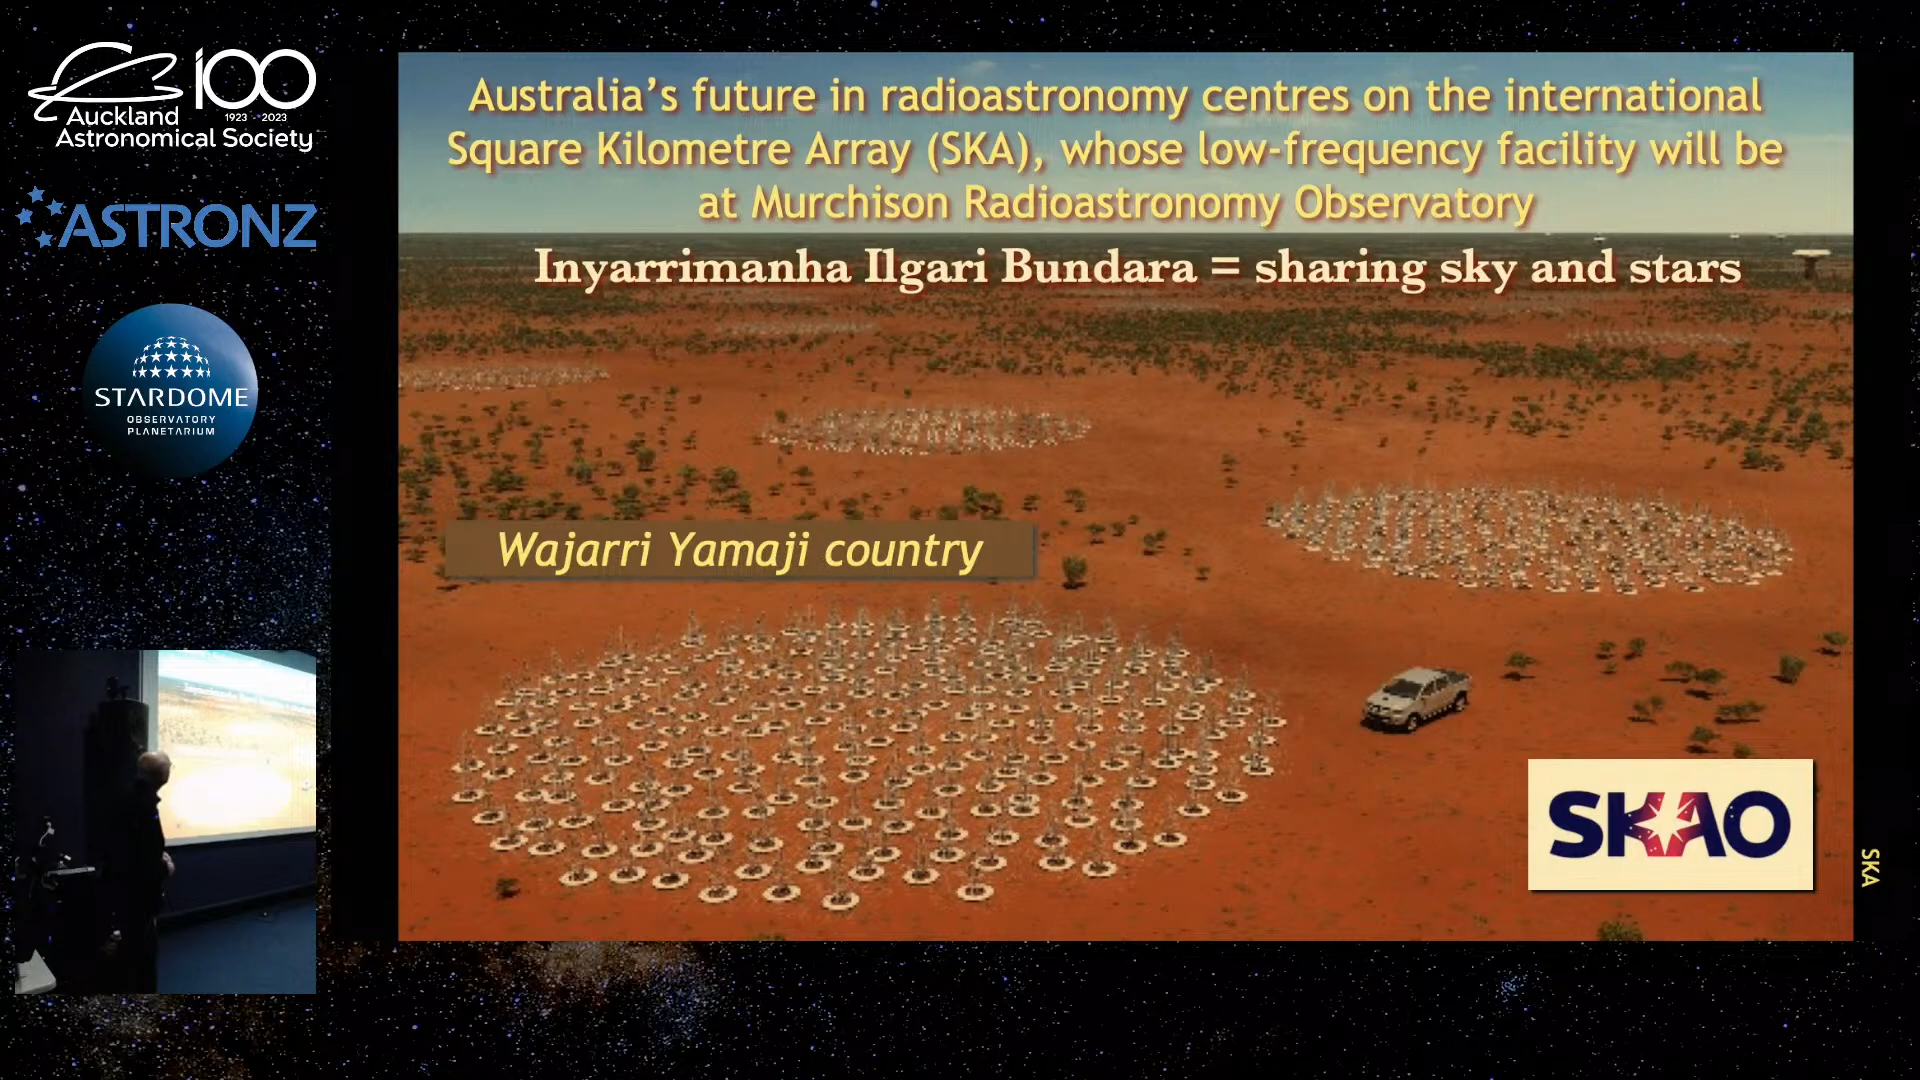 Auckland
Astronomical Society
100
1923 - 2023
ASTRONZ
STARDOME
OBSERVATORY
PLANETARIUM
Australia’s future in radioastronomy centres on the international
Square Kilometre Array (SKA), whose low-frequency facility will be
at Murchison Radioastronomy Observatory
Inyarrimanha Ilgari Bundara = sharing sky and stars
Wajarri Yamaji country
SKAO
SKA